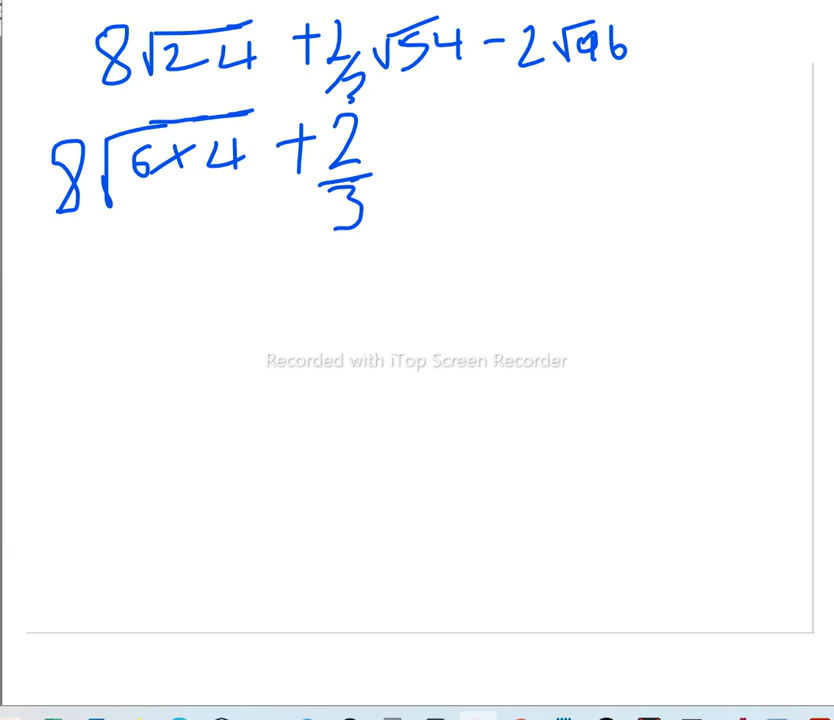 8√24 + 2/3 √54 - 2√96
8√6×4 + 2/3
Recorded with iTop Screen Recorder